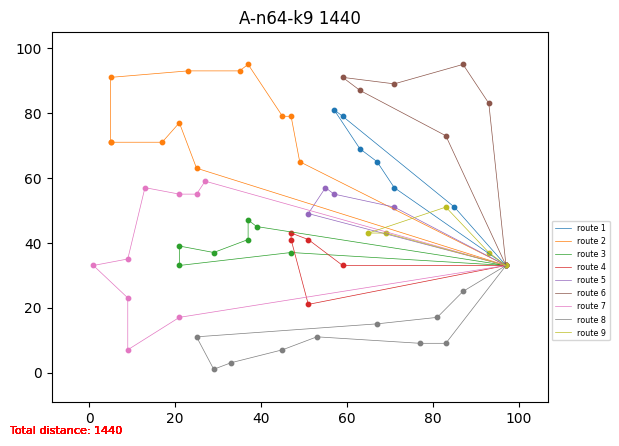 A-n64-k9 1440
100
80
60
40
20
0
0 20 40 60 80 100
route 1
route 2
route 3
route 4
route 5
route 6
route 7
route 8
route 9
Total distance: 1440